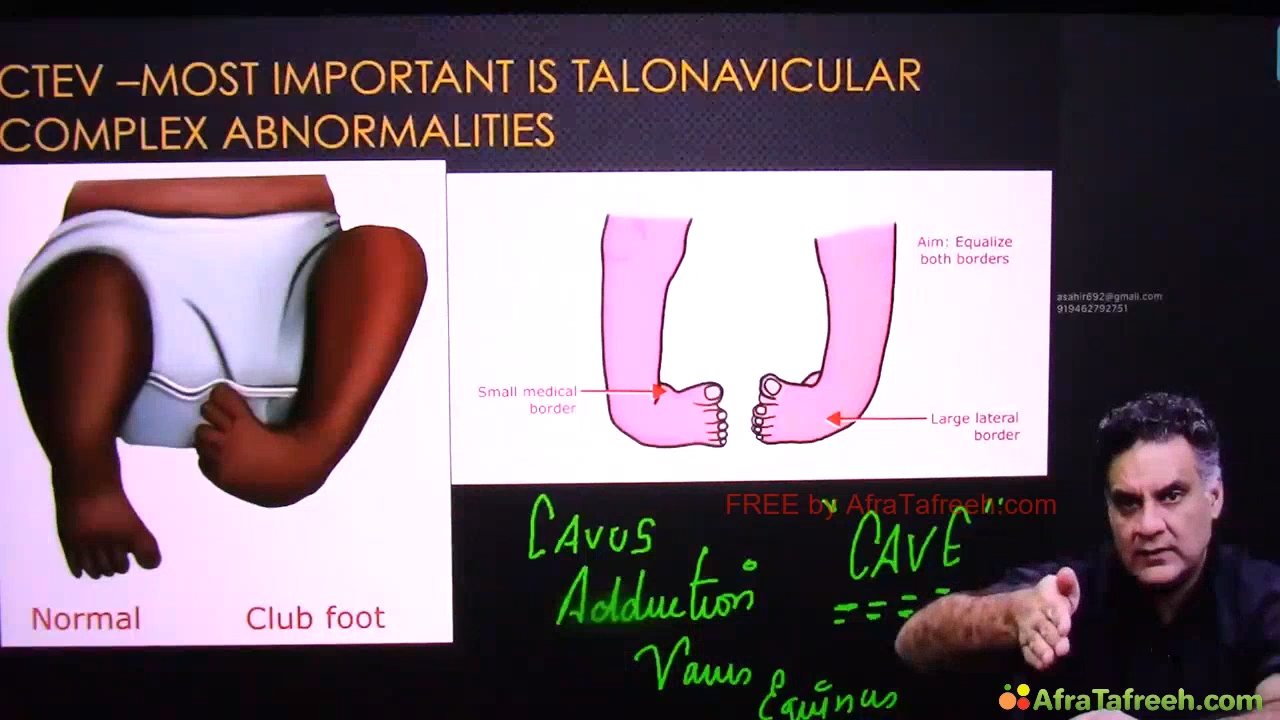 CTEV –MOST IMPORTANT IS TALONAVICULAR
COMPLEX ABNORMALITIES
Normal
Club foot
Small medical
border
Aim: Equalize
both borders
Large lateral
border
asahir692@gmail.com
919462792751
FREE by AfraTafreeh.com
CAVUS
Adduction
Varus
Equinus
"CAVE"
AfraTafreeh.com